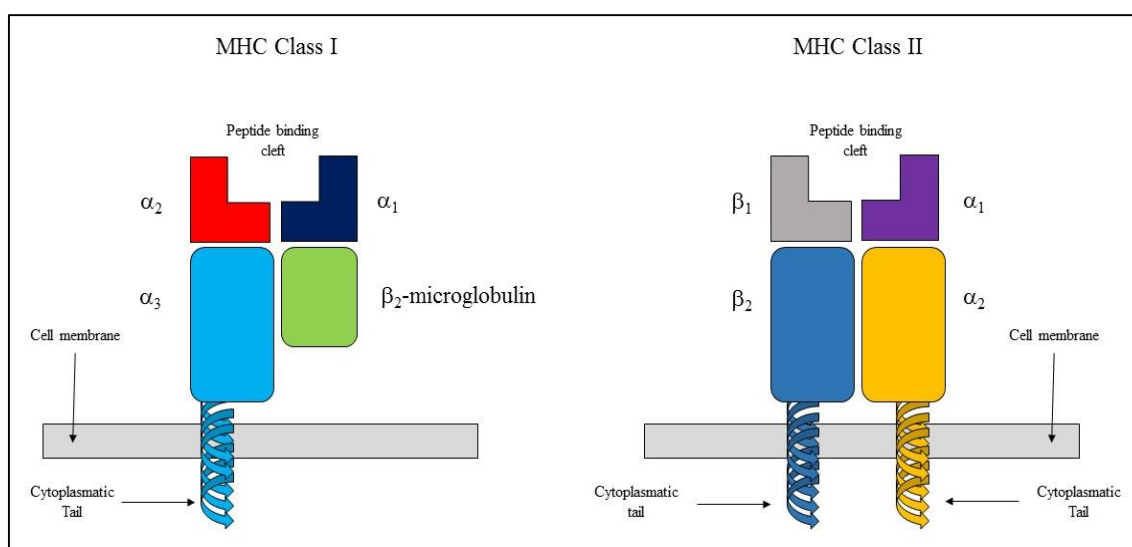 MHC Class I
Peptide binding
cleft
α2
α1
α3
β2-microglobulin
Cell membrane
Cytoplasmatic
Tail
MHC Class II
Peptide binding
cleft
β1
α1
β2
α2
Cell membrane
Cytoplasmatic
tail
Cytoplasmatic
Tail